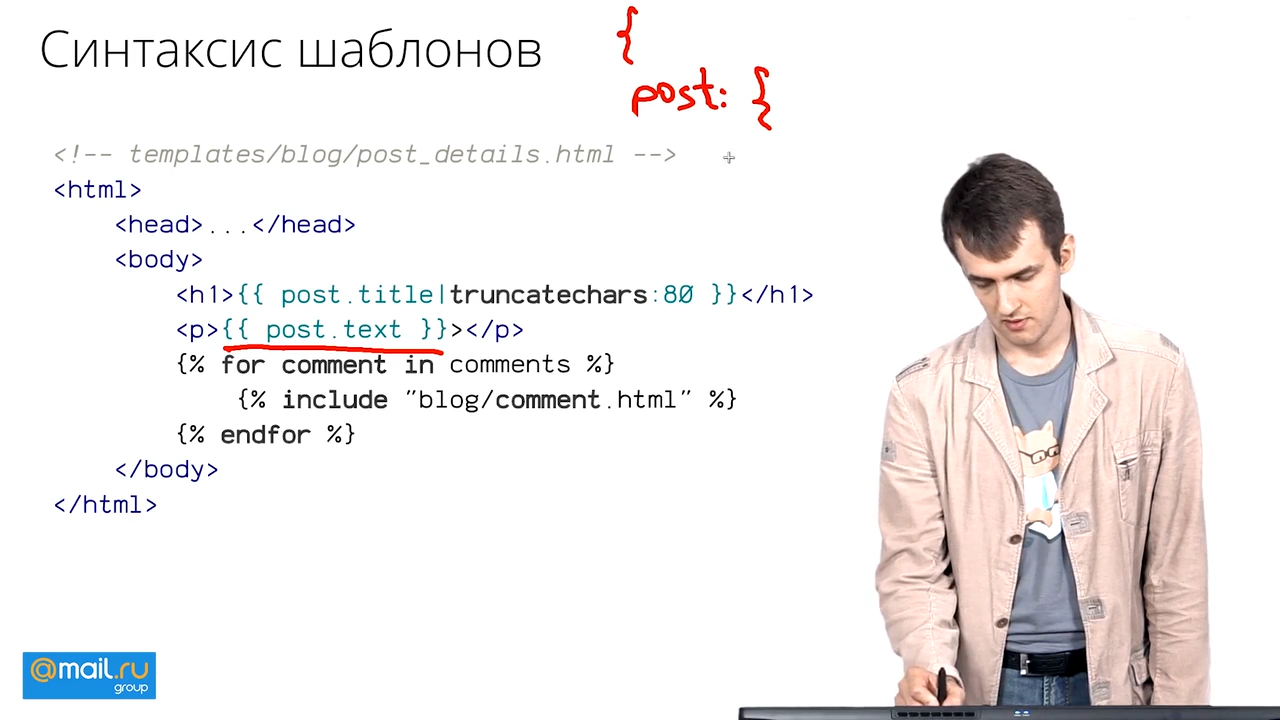 Синтаксис шаблонов
{
post: {
<!-- templates/blog/post_details.html -->
<html>
<head>...</head>
<body>
<h1>{{ post.title|truncatechars:80 }}</h1>
<p>{{ post.text }}></p>
{% for comment in comments %}
{% include "blog/comment.html" %}
{% endfor %}
</body>
</html>
@mail.ru
group